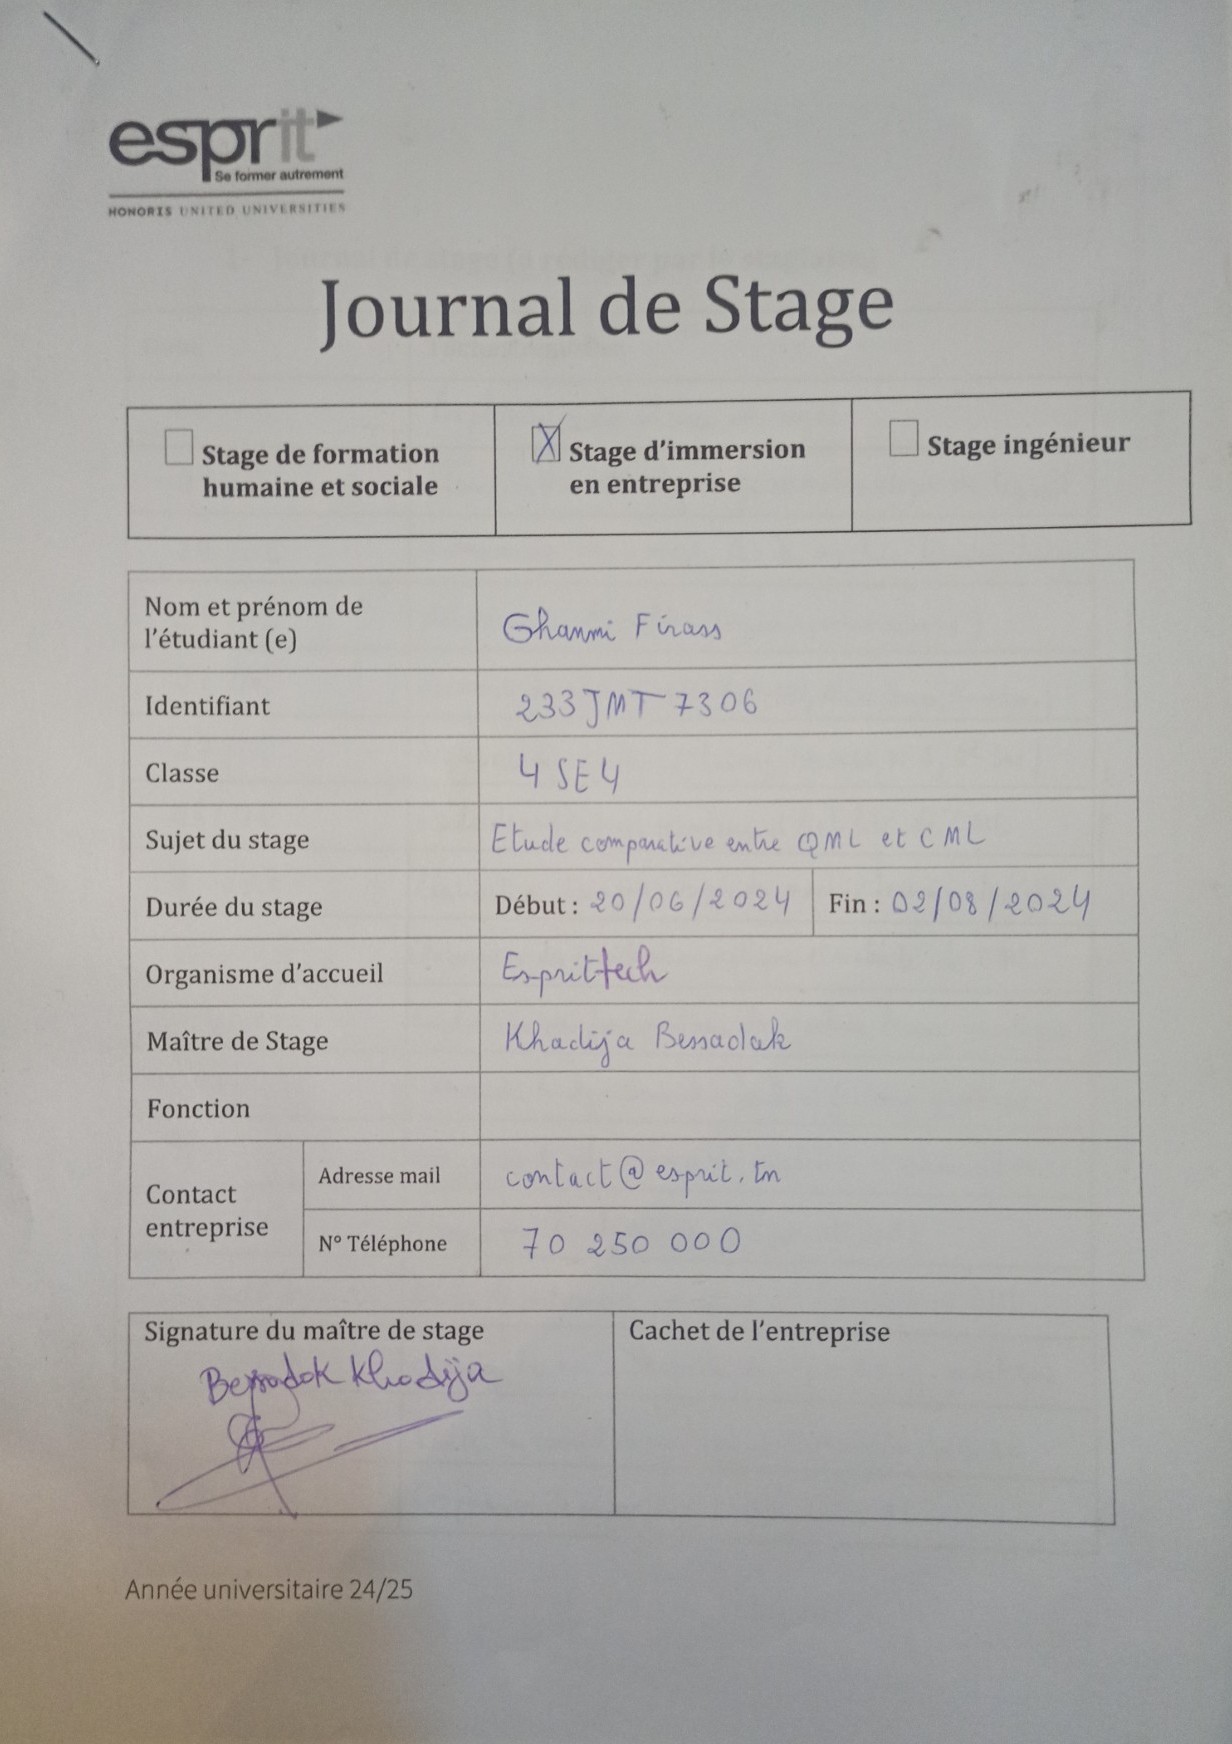 esprit
Se former autrement
HONORIS UNITED UNIVERSITIES
Journal de Stage
Stage de formation humaine et sociale
X Stage d'immersion en entreprise
Stage ingénieur
Nom et prénom de l'étudiant (e) Ghanmi Firass
Identifiant 233JMT7306
Classe 4SE4
Sujet du stage Etude comparative entre QML et CML
Durée du stage Début : 20/06/2024 Fin : 02/08/2024
Organisme d'accueil Esprittech
Maître de Stage Khadija Bessadok
Fonction
Contact entreprise
Adresse mail contact@esprit.tn
N° Téléphone 70 250 000
Signature du maître de stage
Bessadok Khadija
Cachet de l'entreprise
Année universitaire 24/25